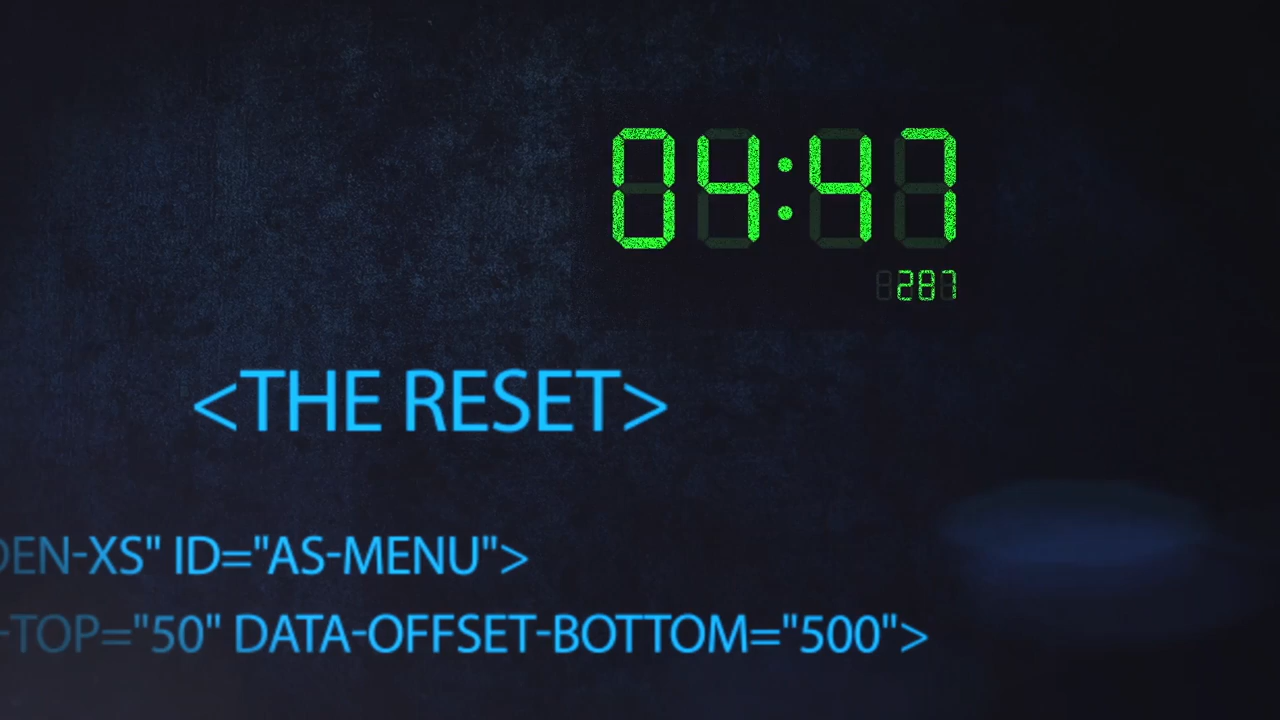 04:47
287
<THE RESET>
DEN-XS" ID="AS-MENU">
-TOP="50" DATA-OFFSET-BOTTOM="500">